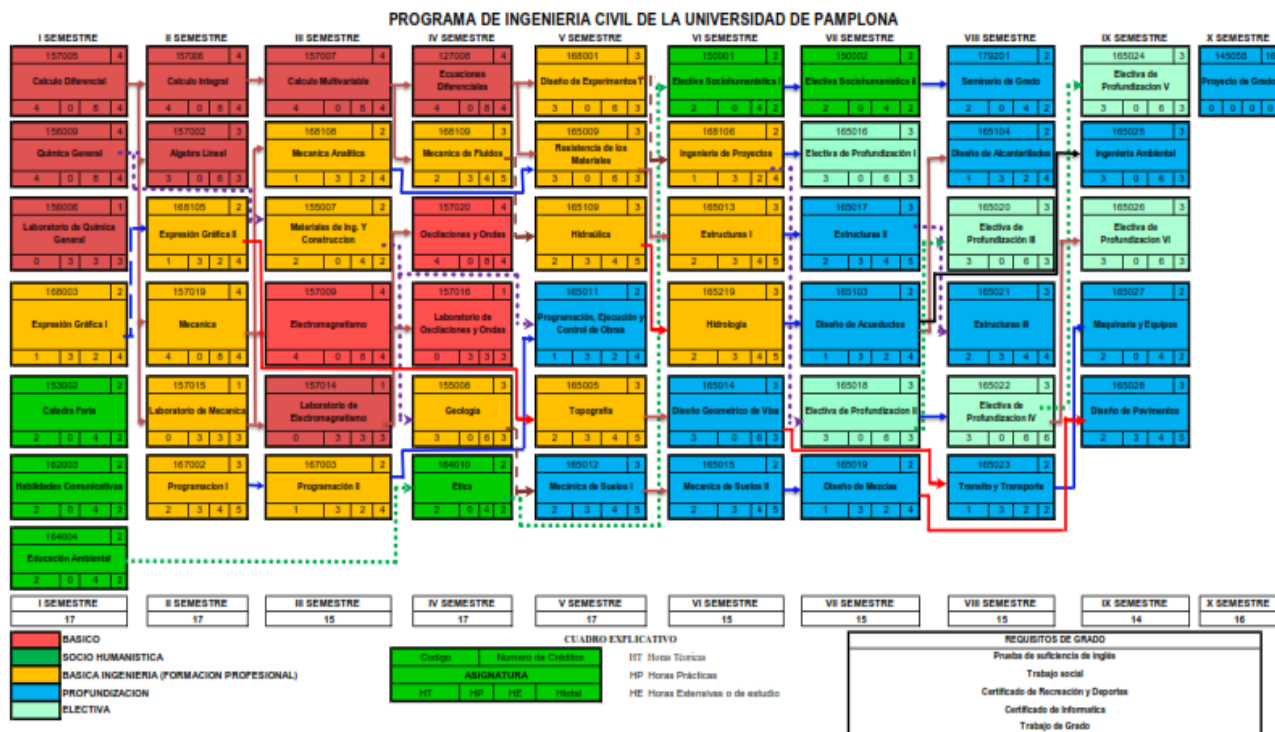 PROGRAMA DE INGENIERIA CIVIL DE LA UNIVERSIDAD DE PAMPLONA
I SEMESTRE II SEMESTRE III SEMESTRE IV SEMESTRE V SEMESTRE VI SEMESTRE VII SEMESTRE VIII SEMESTRE IX SEMESTRE X SEMESTRE
157005 4 157006 4 157007 4 127008 4 168001 3 150001 2 150002 2 179201 2 165024 3 145058 16
Calculo Diferencial Calculo Integral Calculo Multivariable Ecuaciones Diferenciales Diseño de Experimentos Electiva Sociohumanística I Electiva Sociohumanística II Seminario de Grado Electiva de Profundizacion V Proyecto de Grado
4 0 8 4 4 0 8 4 4 0 8 4 4 0 8 4 3 0 6 3 2 0 4 2 2 0 4 2 2 0 4 2 3 0 6 3 0 0 0 0
156009 4 157002 3 168108 2 168109 3 165009 3 168106 2 165016 3 165104 2 165025 3
Quimica General Algebra Lineal Mecanica Analitica Mecanica de Fluidos Resistencia de los Materiales Ingenieria de Proyectos Electiva de Profundización I Diseño de Alcantarillados Ingenieria Ambiental
4 0 8 4 3 0 6 3 1 3 2 4 2 3 4 5 3 0 6 3 1 3 2 4 3 0 6 3 1 3 2 4 3 0 6 3
156006 1 168105 2 155007 2 157020 4 165109 3 165013 3 165017 3 165020 3 165026 3
Laboratorio de Quimica General Expresión Gráfica II Materiales de Ing. Y Construccion Oscilaciones y Ondas Hidraúlica Estructuras I Estructuras II Electiva de Profundización III Electiva de Profundizacion VI
0 3 3 3 1 3 2 4 2 0 4 2 4 0 8 4 2 3 4 5 2 3 4 5 2 3 4 5 3 0 6 3 3 0 6 3
168003 2 157019 4 157009 4 157016 1 165011 2 165219 3 165103 2 165021 3 165027 2
Expresión Gráfica I Mecanica Electromagnetismo Laboratorio de Oscilaciones y Ondas Programación, Ejecución y Control de Obras Hidrologia Diseño de Acueductos Estructuras III Maquinaria y Equipos
1 3 2 4 4 0 8 4 4 0 8 4 0 3 3 3 1 3 2 4 2 3 4 5 1 3 2 4 2 3 4 4 2 0 4 2
153002 2 157015 1 157014 1 155008 3 165005 3 165014 3 165018 3 165022 3 165028 3
Catedra Faria Laboratorio de Mecanica Laboratorio de Electromagnetismo Geologia Topografia Diseño Geometrico de Vias Electiva de Profundización II Electiva de Profundizacion IV Diseño de Pavimentos
2 0 4 2 0 3 3 3 0 3 3 3 3 0 6 3 2 3 4 5 3 0 6 3 3 0 6 3 3 0 6 6 2 3 4 5
162003 2 167002 3 167003 2 164010 2 165012 3 165015 2 165019 2 165023 2
Habilidades Comunicativas Programacion I Programación II Etica Mecánica de Suelos I Mecanica de Suelos II Diseño de Mezclas Transito y Transporte
2 0 4 2 2 3 4 5 1 3 2 4 2 0 4 2 2 3 4 5 2 3 4 5 1 3 2 4 1 3 2 2
164004 2
Educación Ambiental
2 0 4 2
I SEMESTRE II SEMESTRE III SEMESTRE IV SEMESTRE V SEMESTRE VI SEMESTRE VII SEMESTRE VIII SEMESTRE IX SEMESTRE X SEMESTRE
17 17 15 17 17 15 15 15 14 16
BASICO
SOCIO HUMANISTICA
BASICA INGENIERIA (FORMACION PROFESIONAL)
PROFUNDIZACION
ELECTIVA
CUADRO EXPLICATIVO
Codigo Numero de Créditos
ASIGNATURA
HT HP HE Htotal
HT Horas Téoricas
HP Horas Prácticas
HE Horas Extensivas o de estudio
REQUISITOS DE GRADO
Prueba de suficiencia de Inglés
Trabajo social
Certificado de Recreación y Deportes
Certificado de Informatica
Trabajo de Grado